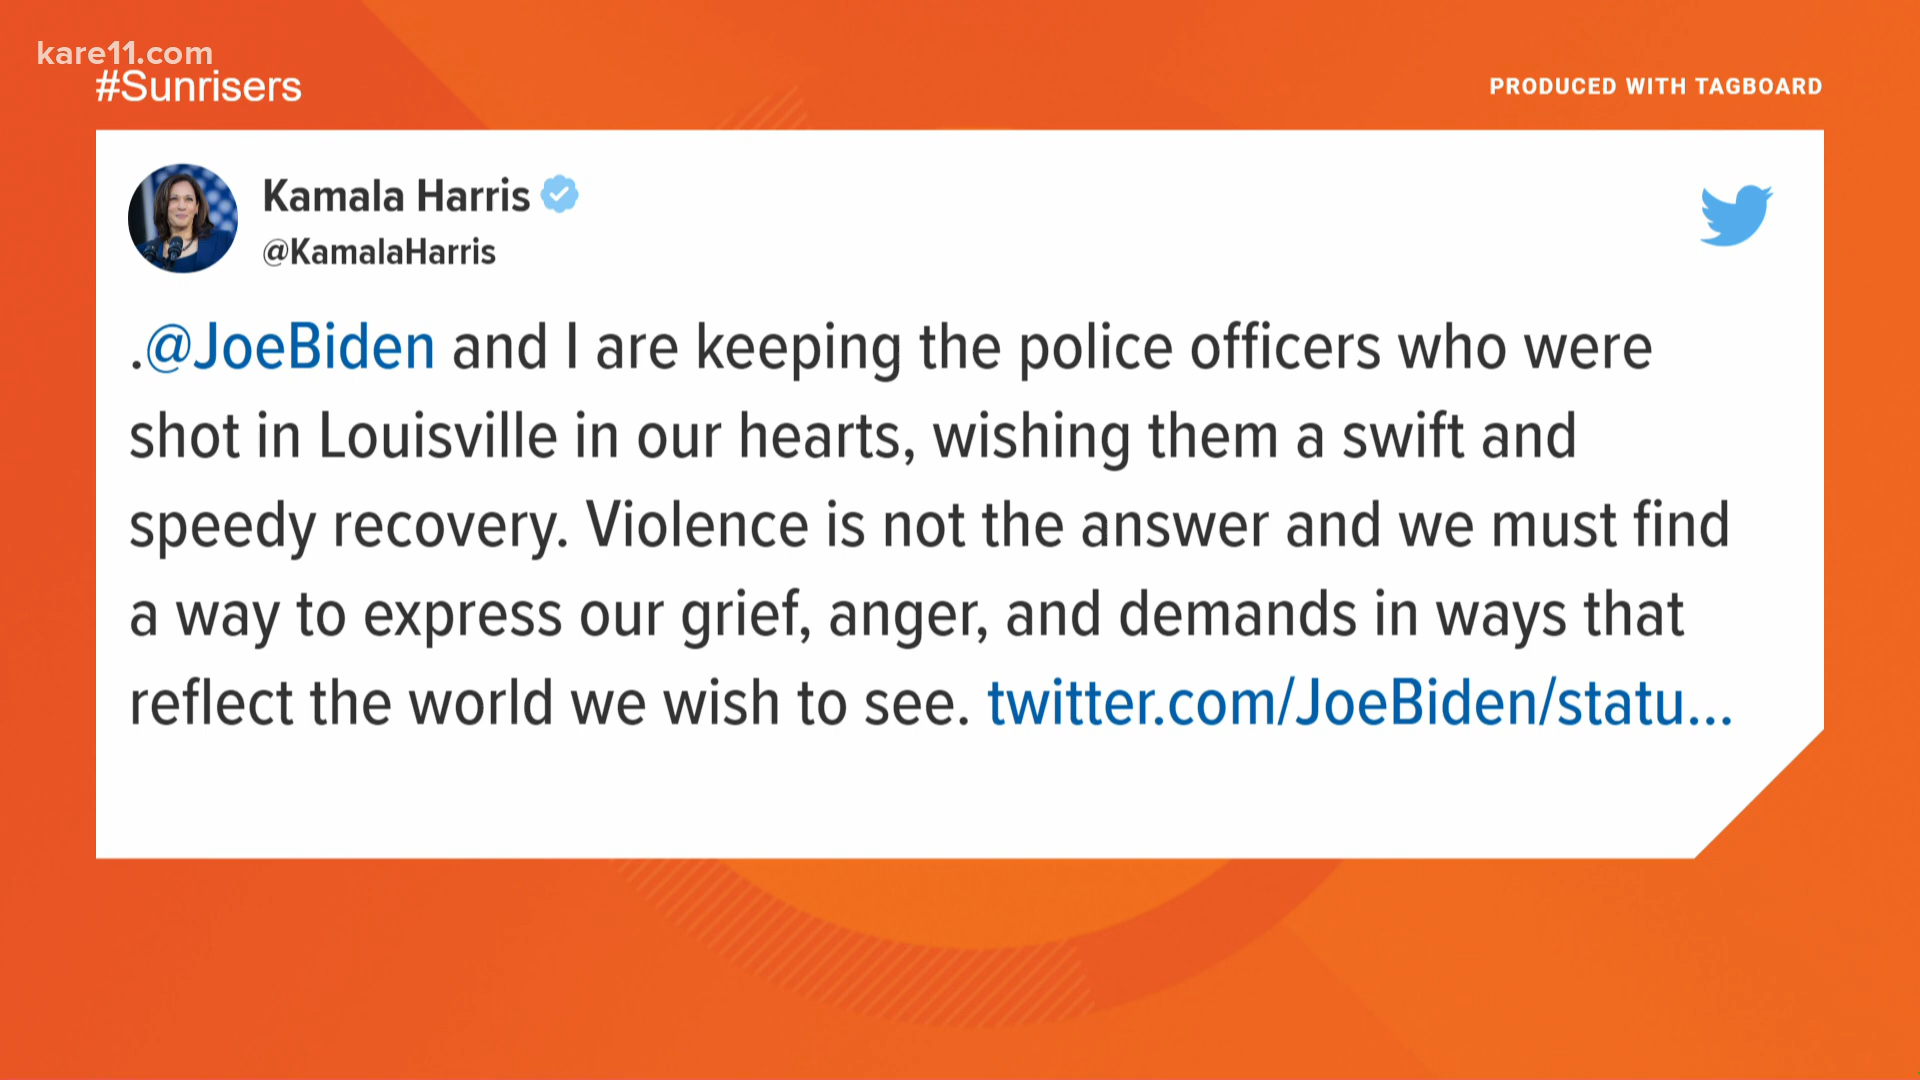 kare11.com
#Sunrisers
PRODUCED WITH TAGBOARD
Kamala Harris
@KamalaHarris
.@JoeBiden and I are keeping the police officers who were
shot in Louisville in our hearts, wishing them a swift and
speedy recovery. Violence is not the answer and we must find
a way to express our grief, anger, and demands in ways that
reflect the world we wish to see. twitter.com/JoeBiden/statu...